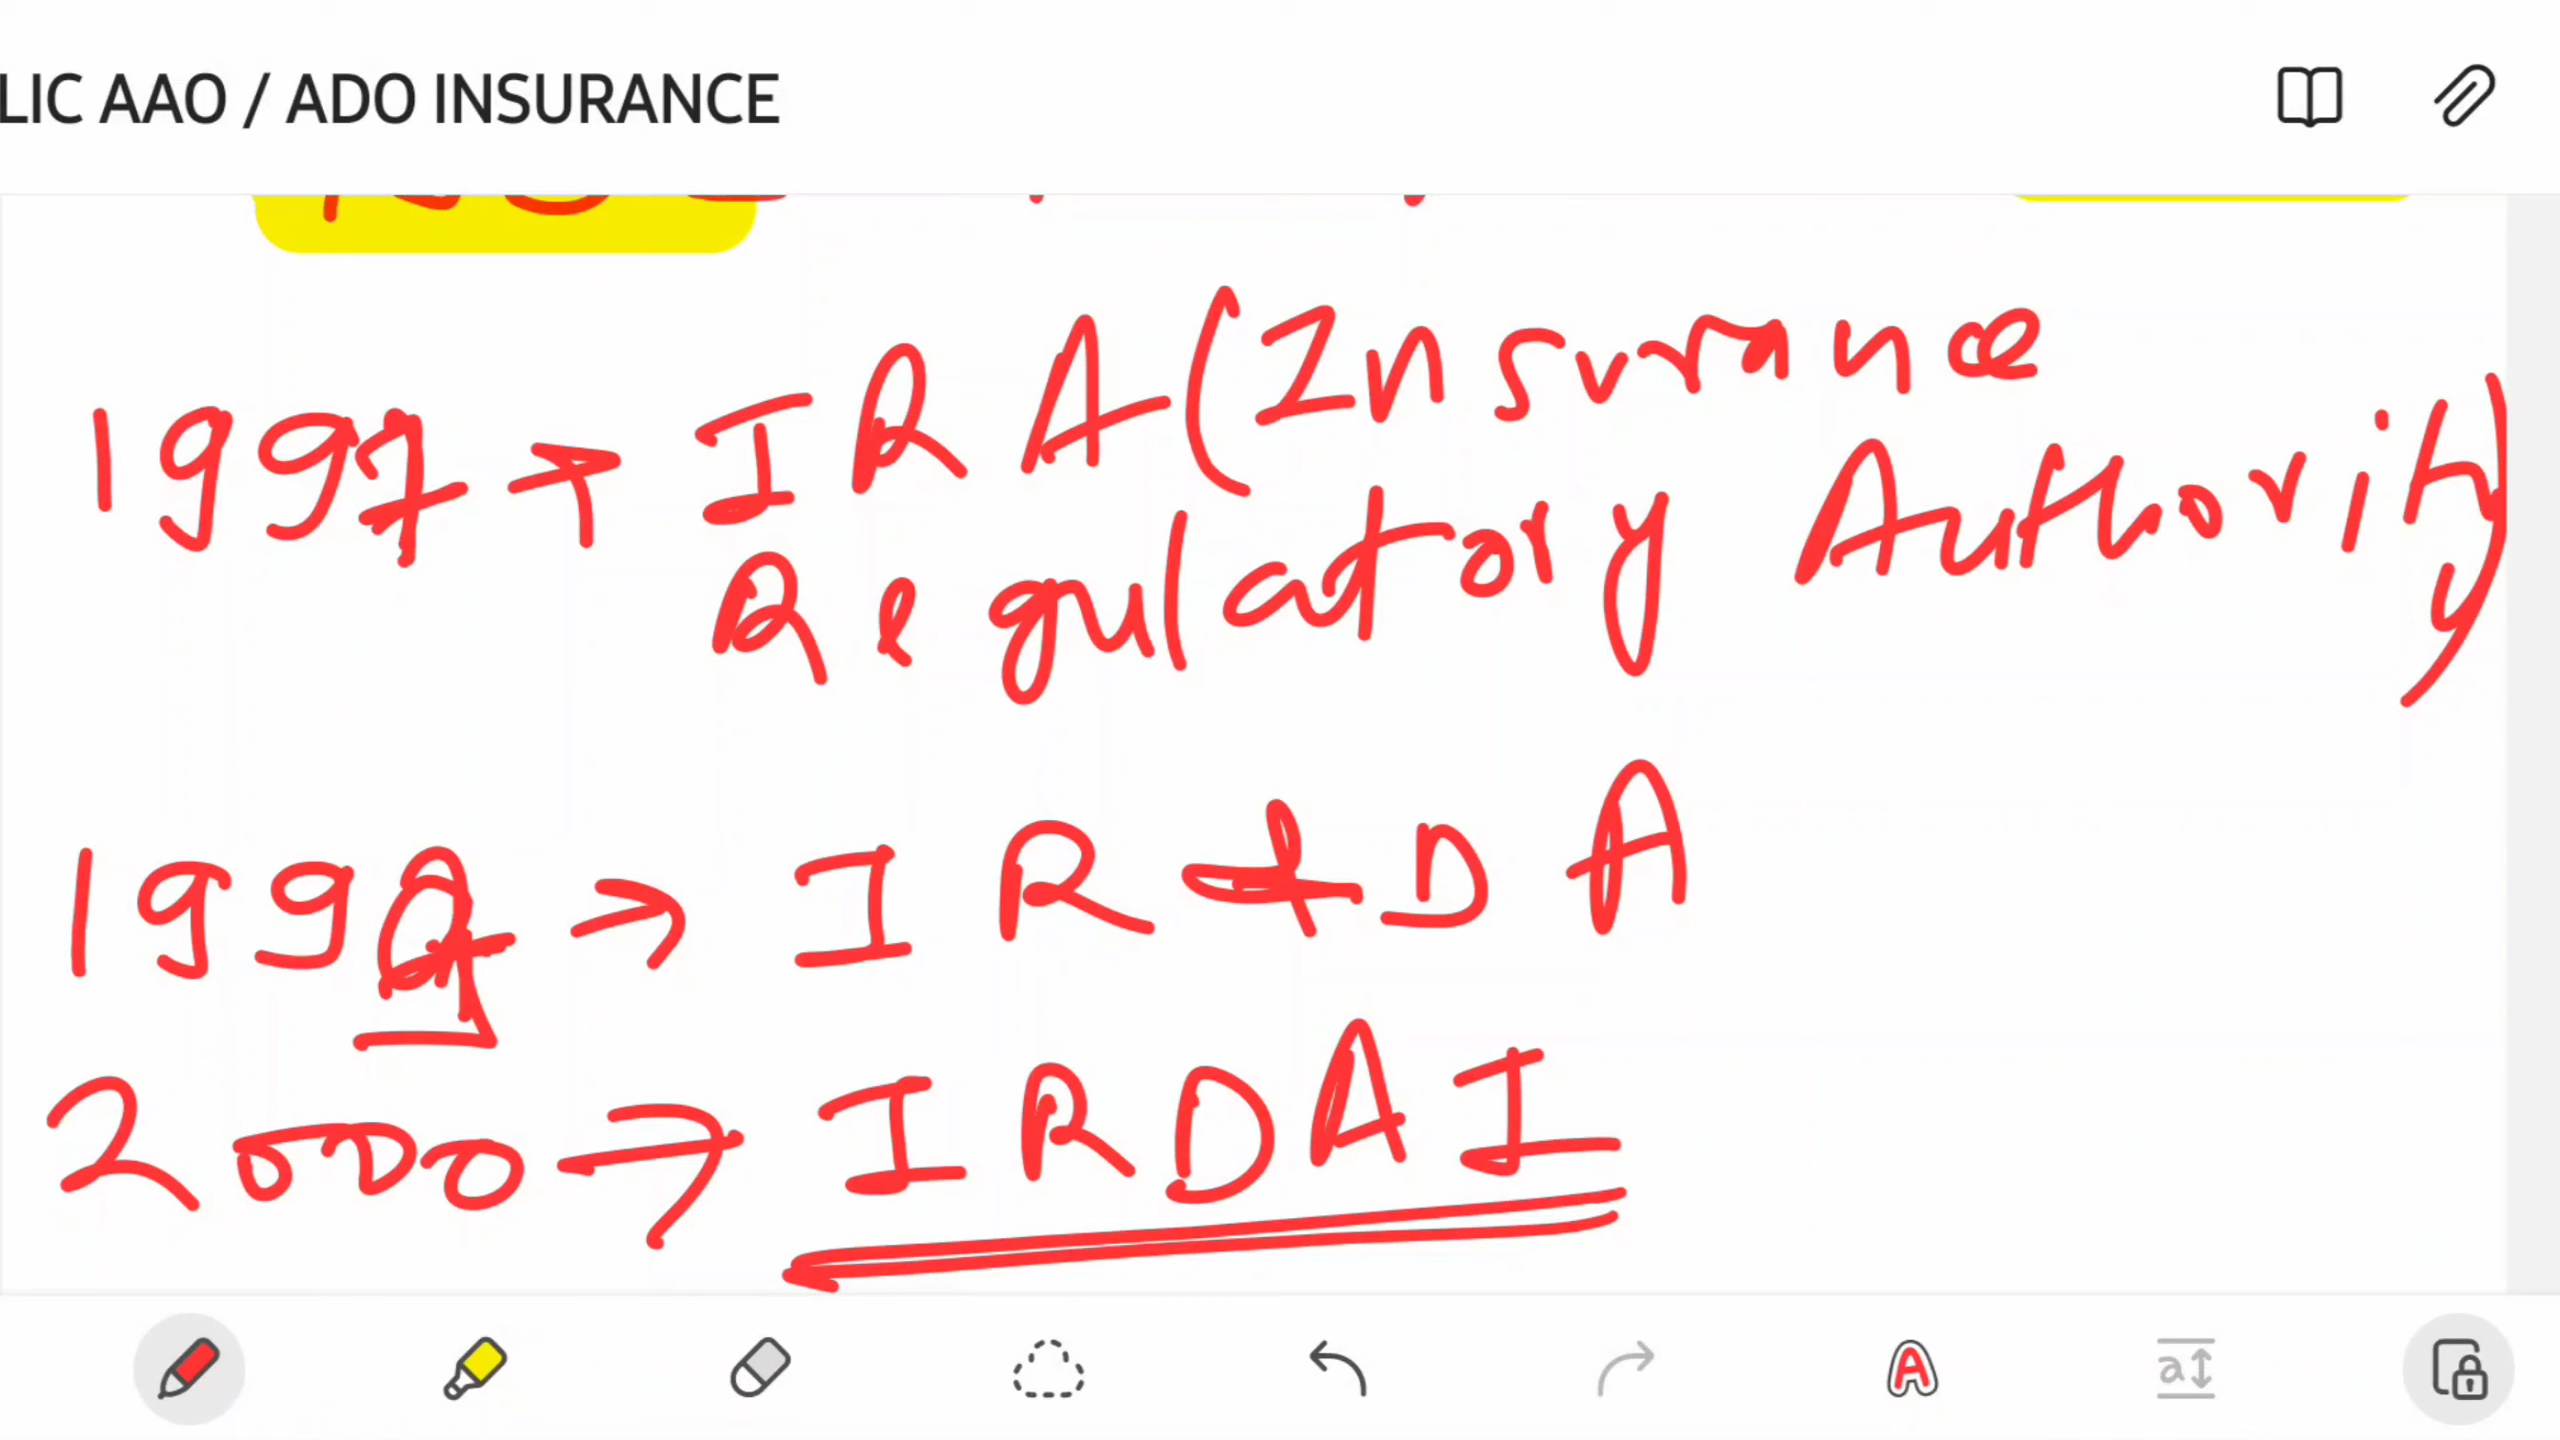 LIC AAO / ADO INSURANCE
1997 → IRA (Insurance
Regulatory Authority)
1999 → IR & DA
2000 → IRDAI
A
a